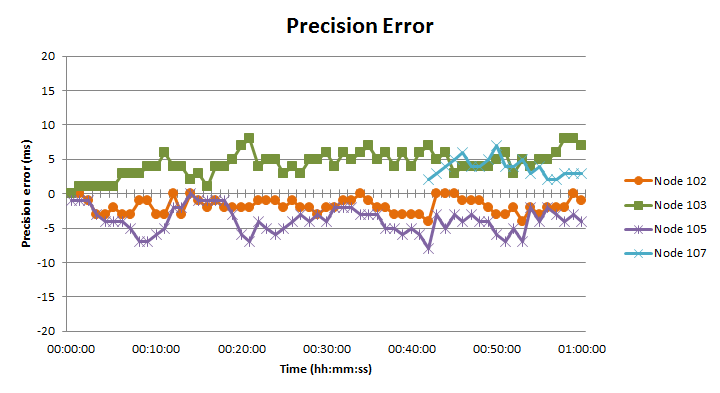 Precision Error
20
15
10
5
0
-5
-10
-15
-20
Precision error (ms)
00:00:00 00:10:00 00:20:00 00:30:00 00:40:00 00:50:00 01:00:00
Time (hh:mm:ss)
Node 102
Node 103
Node 105
Node 107